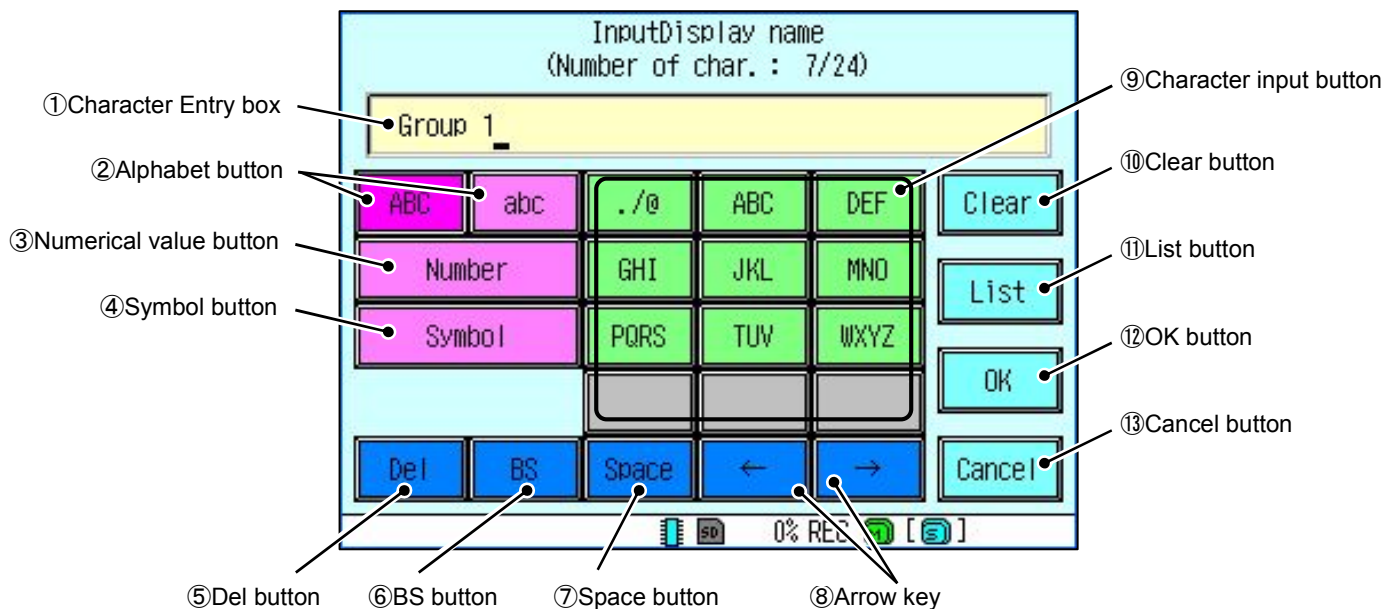 InputDisplay name
(Number of char. : 7/24)
①Character Entry box
Group 1_
⑨Character input button
②Alphabet button
ABC abc ./@ ABC DEF Clear
⑩Clear button
③Numerical value button
Number GHI JKL MNO List
⑪List button
④Symbol button
Symbol PQRS TUV WXYZ
OK
⑫OK button
⑬Cancel button
Del BS Space ← → Cancel
SD 0% REC [ S ]
⑤Del button ⑥BS button ⑦Space button ⑧Arrow key